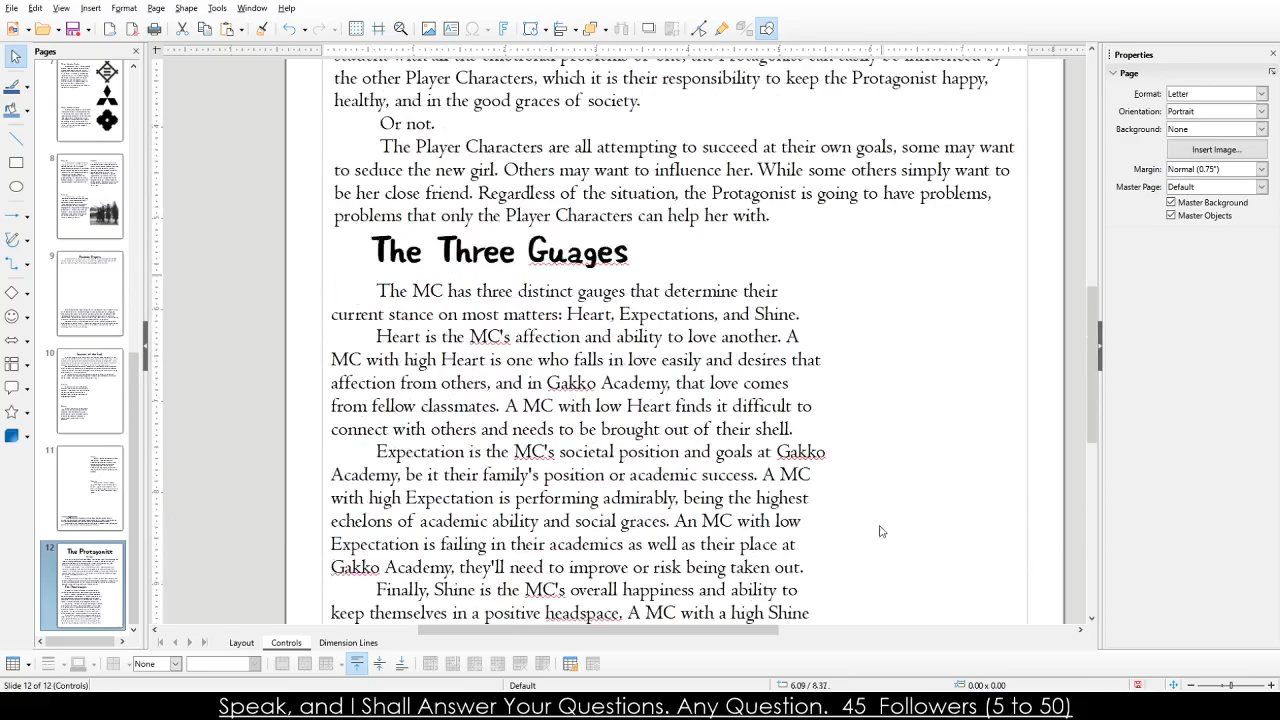 File Edit View Insert Format Page Shape Tools Window Help
Pages
Properties
Page
Format: Letter
Orientation: Portrait
Background: None
Insert Image...
Margin: Normal (0.75")
Master Page: Default
Master Background
Master Objects
8
9
10
11
12
The Protagonist
student with all the emotional problems of one, the Protagonist can easily be influenced by
the other Player Characters, which it is their responsibility to keep the Protagonist happy,
healthy, and in the good graces of society.
Or not.
The Player Characters are all attempting to succeed at their own goals, some may want
to seduce the new girl. Others may want to influence her. While some others simply want to
be her close friend. Regardless of the situation, the Protagonist is going to have problems,
problems that only the Player Characters can help her with.
The Three Guages
The MC has three distinct gauges that determine their
current stance on most matters: Heart, Expectations, and Shine.
Heart is the MC's affection and ability to love another. A
MC with high Heart is one who falls in love easily and desires that
affection from others, and in Gakko Academy, that love comes
from fellow classmates. A MC with low Heart finds it difficult to
connect with others and needs to be brought out of their shell.
Expectation is the MC's societal position and goals at Gakko
Academy, be it their family's position or academic success. A MC
with high Expectation is performing admirably, being the highest
echelons of academic ability and social graces. An MC with low
Expectation is failing in their academics as well as their place at
Gakko Academy, they'll need to improve or risk being taken out.
Finally, Shine is the MC's overall happiness and ability to
keep themselves in a positive headspace. A MC with a high Shine
Layout Controls Dimension Lines
None
Slide 12 of 12 (Controls) Default 6.09 / 8.37 0.00 x 0.00
Speak, and I Shall Answer Your Questions. Any Question. 45 Followers (5 to 50)